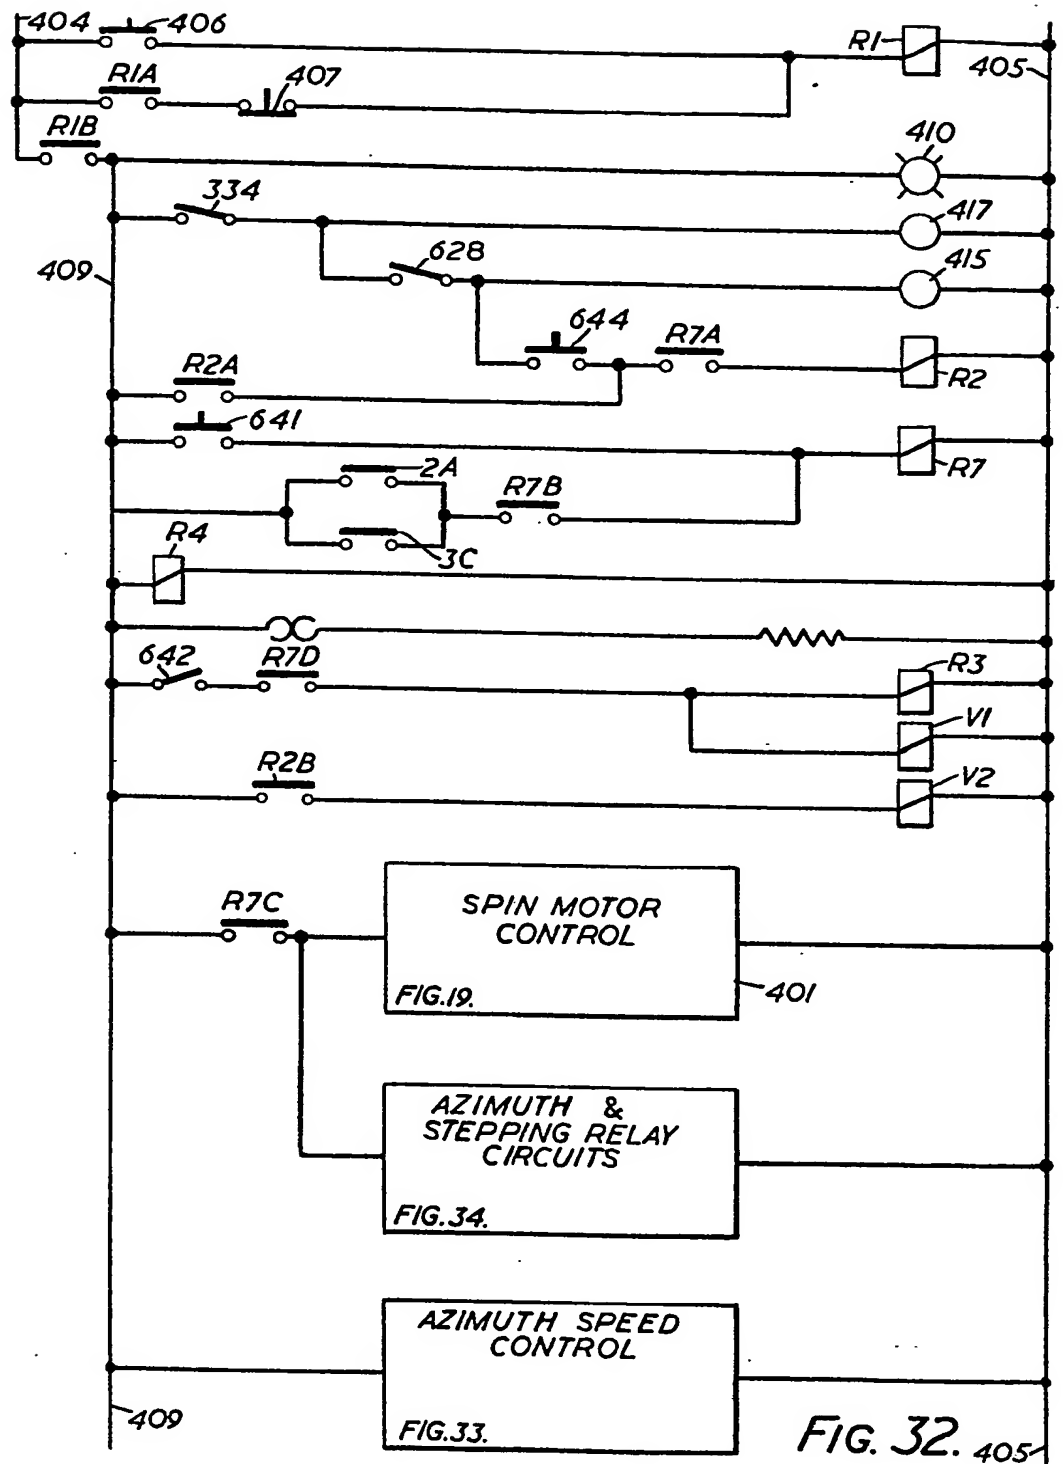 404
406
R1
405
R1A
407
R1B
410
334
417
409
628
415
644
R7A
R2A
R2
641
R7
2A
R7B
3C
R4
642
R7D
R3
V1
R2B
V2
R7C
SPIN MOTOR
CONTROL
FIG.19.
401
AZIMUTH &
STEPPING RELAY
CIRCUITS
FIG.34.
AZIMUTH SPEED
CONTROL
FIG.33.
409
FIG. 32.
405